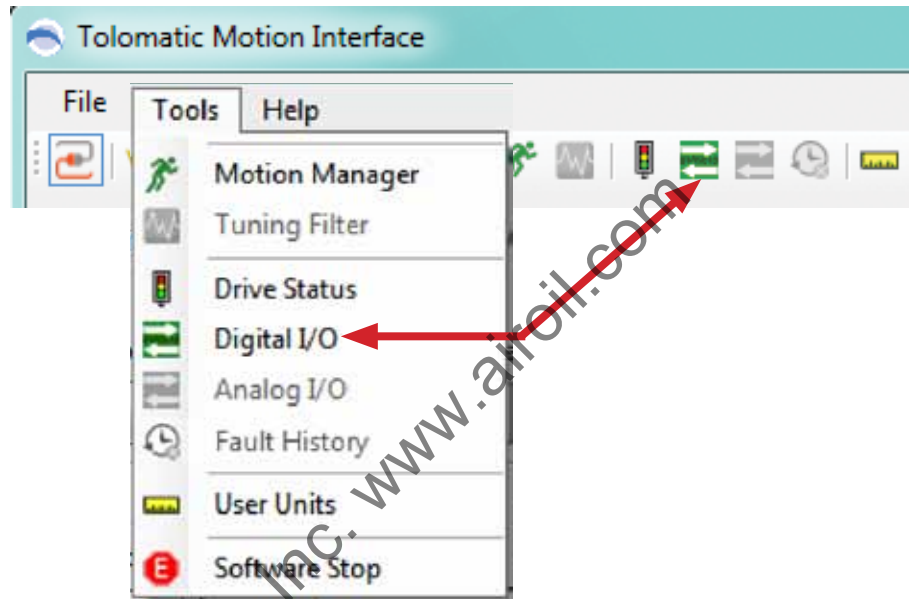 Tolomatic Motion Interface
File Tools Help
Motion Manager
Tuning Filter
Drive Status
Digital I/O
Analog I/O
Fault History
User Units
E Software Stop
Inc. www.airoil.com